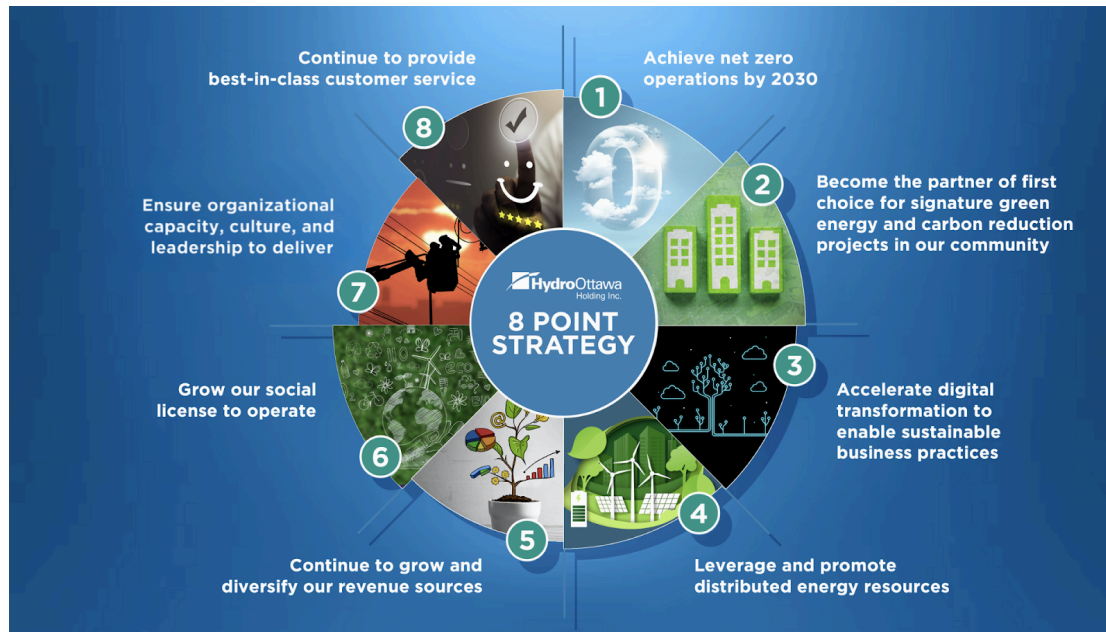 1
Achieve net zero
operations by 2030
2
Become the partner of first
choice for signature green
energy and carbon reduction
projects in our community
3
Accelerate digital
transformation to
enable sustainable
business practices
4
Leverage and promote
distributed energy resources
5
Continue to grow and
diversify our revenue sources
6
Grow our social
license to operate
7
Ensure organizational
capacity, culture, and
leadership to deliver
8
Continue to provide
best-in-class customer service
HydroOttawa
Holding Inc.
8 POINT
STRATEGY